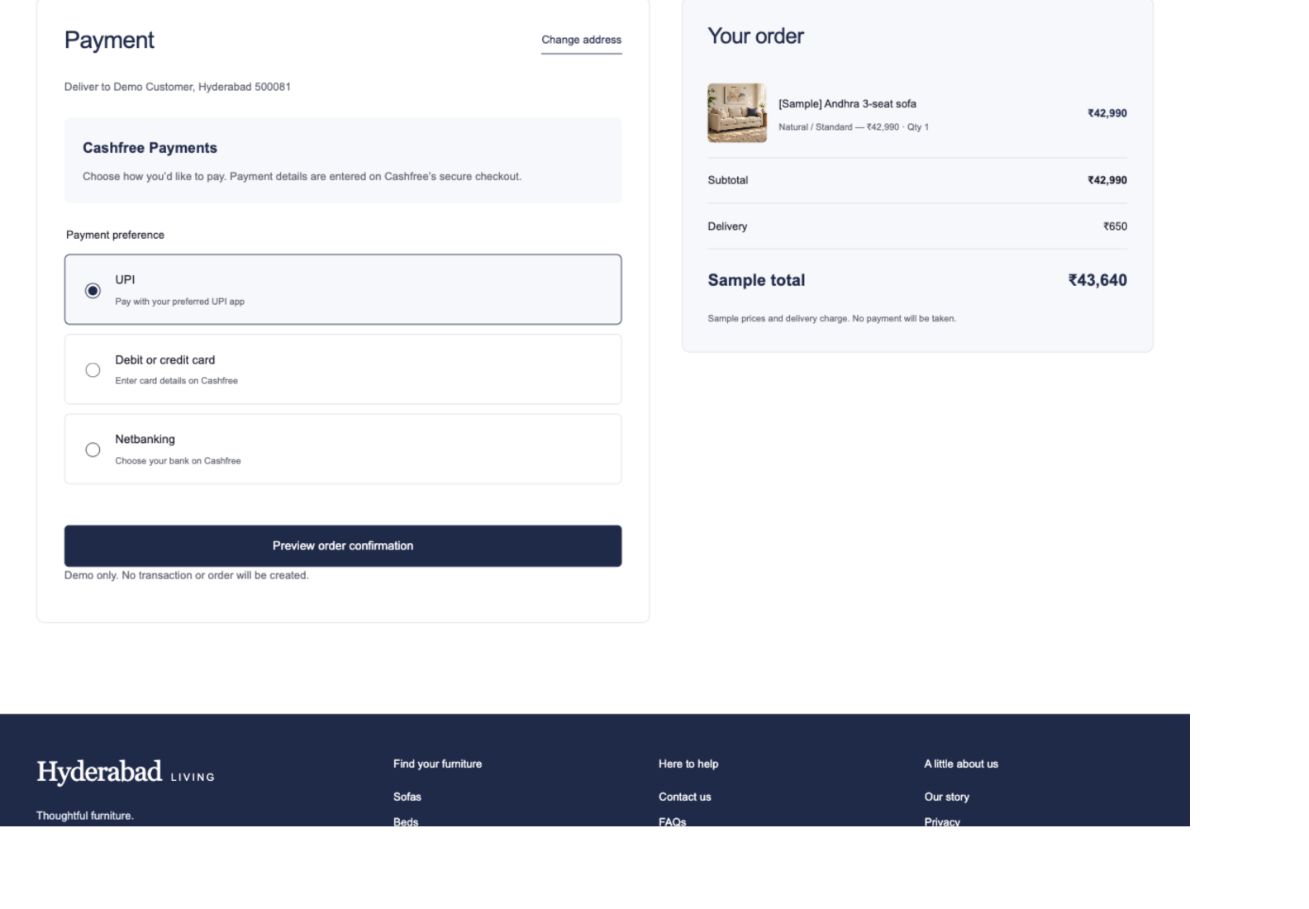 Payment
Change address
Deliver to Demo Customer, Hyderabad 500081
Cashfree Payments
Choose how you'd like to pay. Payment details are entered on Cashfree's secure checkout.
Payment preference
UPI
Pay with your preferred UPI app
Debit or credit card
Enter card details on Cashfree
Netbanking
Choose your bank on Cashfree
Preview order confirmation
Demo only. No transaction or order will be created.
Your order
[Sample] Andhra 3-seat sofa
₹42,990
Natural / Standard — ₹42,990 · Qty 1
Subtotal
₹42,990
Delivery
₹650
Sample total
₹43,640
Sample prices and delivery charge. No payment will be taken.
Hyderabad LIVING
Thoughtful furniture.
Find your furniture
Sofas
Beds
Here to help
Contact us
FAQs
A little about us
Our story
Privacy